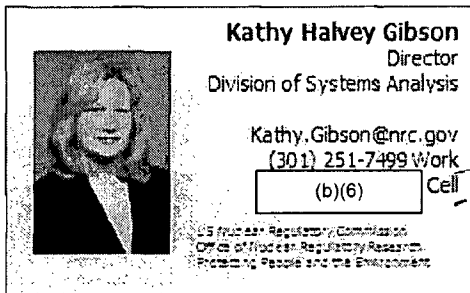 Kathy Halvey Gibson
Director
Division of Systems Analysis
Kathy.Gibson@nrc.gov
(301) 251-7499 Work
(b)(6) Cell
US Nuclear Regulatory Commission
Office of Nuclear Regulatory Research
Protecting People and the Environment